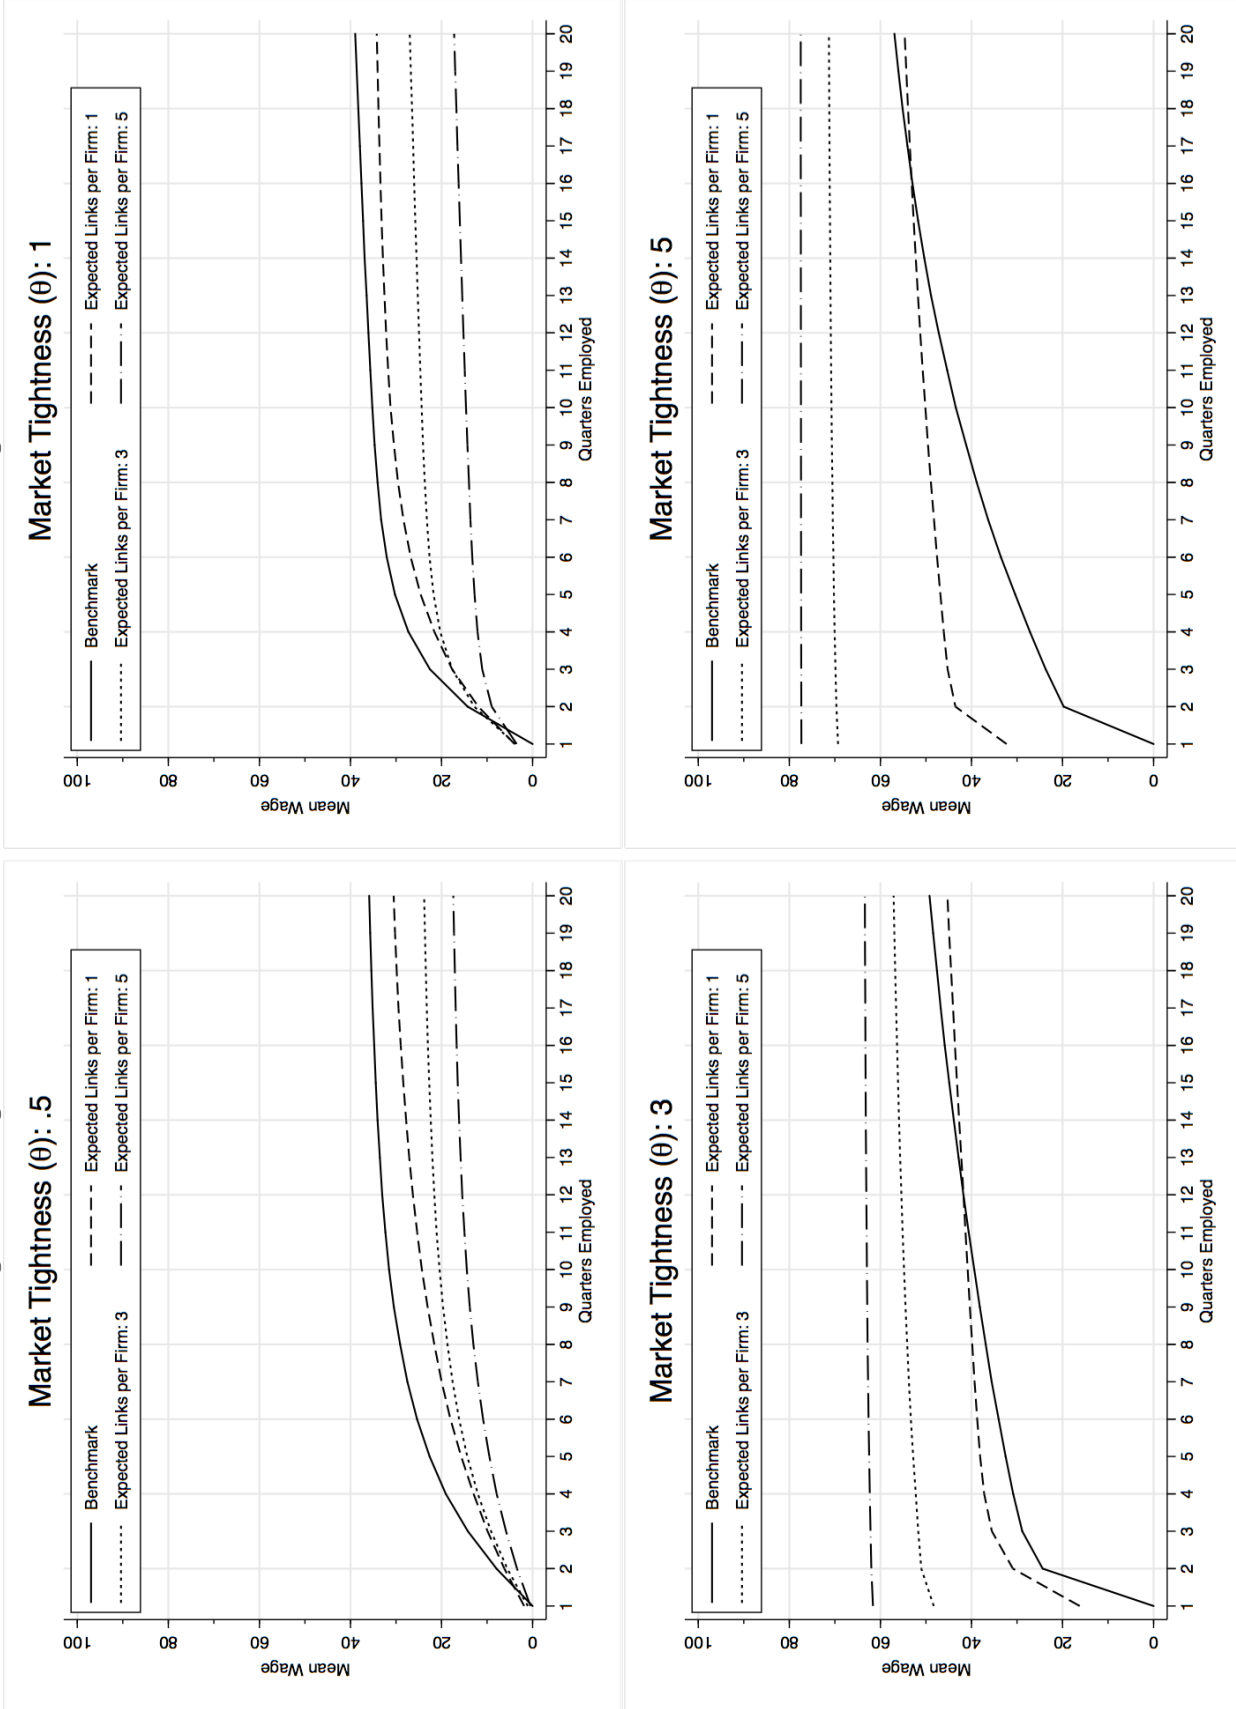 Market Tightness (θ): .5
Benchmark Expected Links per Firm: 1
Expected Links per Firm: 3 Expected Links per Firm: 5
Mean Wage
100
80
60
40
20
0
1 2 3 4 5 6 7 8 9 10 11 12 13 14 15 16 17 18 19 20
Quarters Employed
Market Tightness (θ): 1
Benchmark Expected Links per Firm: 1
Expected Links per Firm: 3 Expected Links per Firm: 5
Mean Wage
100
80
60
40
20
0
1 2 3 4 5 6 7 8 9 10 11 12 13 14 15 16 17 18 19 20
Quarters Employed
Market Tightness (θ): 3
Benchmark Expected Links per Firm: 1
Expected Links per Firm: 3 Expected Links per Firm: 5
Mean Wage
100
80
60
40
20
0
1 2 3 4 5 6 7 8 9 10 11 12 13 14 15 16 17 18 19 20
Quarters Employed
Market Tightness (θ): 5
Benchmark Expected Links per Firm: 1
Expected Links per Firm: 3 Expected Links per Firm: 5
Mean Wage
100
80
60
40
20
0
1 2 3 4 5 6 7 8 9 10 11 12 13 14 15 16 17 18 19 20
Quarters Employed